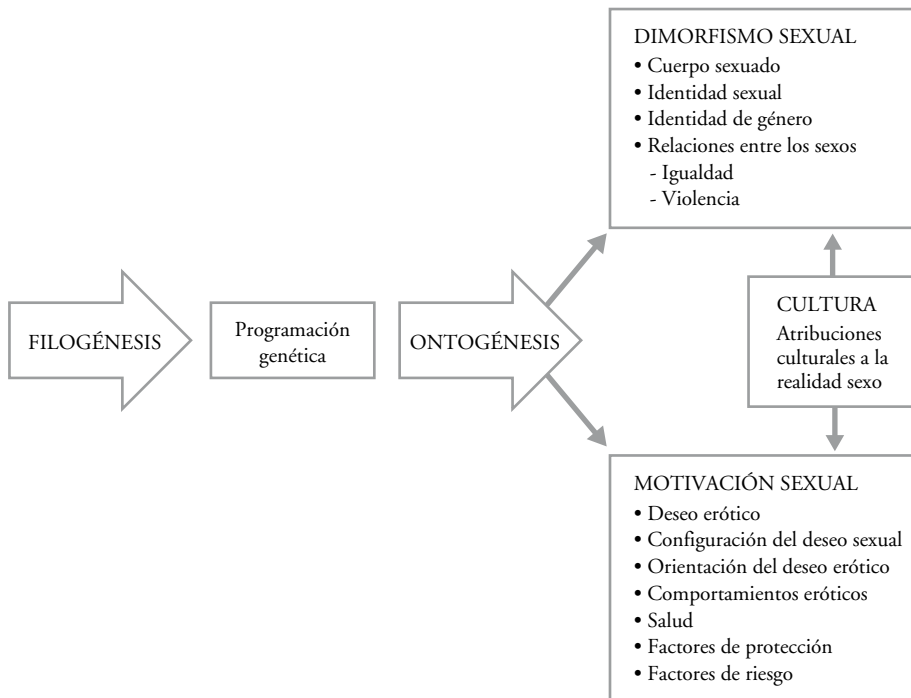 DIMORFISMO SEXUAL
• Cuerpo sexuado
• Identidad sexual
• Identidad de género
• Relaciones entre los sexos
- Igualdad
- Violencia
FILOGÉNESIS
Programación
genética
ONTOGÉNESIS
CULTURA
Atribuciones
culturales a la
realidad sexo
MOTIVACIÓN SEXUAL
• Deseo erótico
• Configuración del deseo sexual
• Orientación del deseo erótico
• Comportamientos eróticos
• Salud
• Factores de protección
• Factores de riesgo